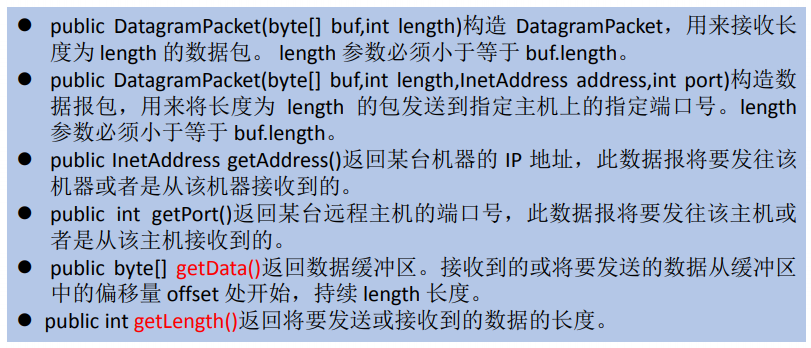 ● public DatagramPacket(byte[] buf,int length)构造 DatagramPacket，用来接收长
度为 length 的数据包。 length 参数必须小于等于 buf.length。
● public DatagramPacket(byte[] buf,int length,InetAddress address,int port)构造数
据报包，用来将长度为 length 的包发送到指定主机上的指定端口号。length
参数必须小于等于 buf.length。
● public InetAddress getAddress()返回某台机器的 IP 地址，此数据报将要发往该
机器或者是从该机器接收到的。
● public int getPort()返回某台远程主机的端口号，此数据报将要发往该主机或
者是从该主机接收到的。
● public byte[] getData()返回数据缓冲区。接收到的或将要发送的数据从缓冲区
中的偏移量 offset 处开始，持续 length 长度。
● public int getLength()返回将要发送或接收到的数据的长度。